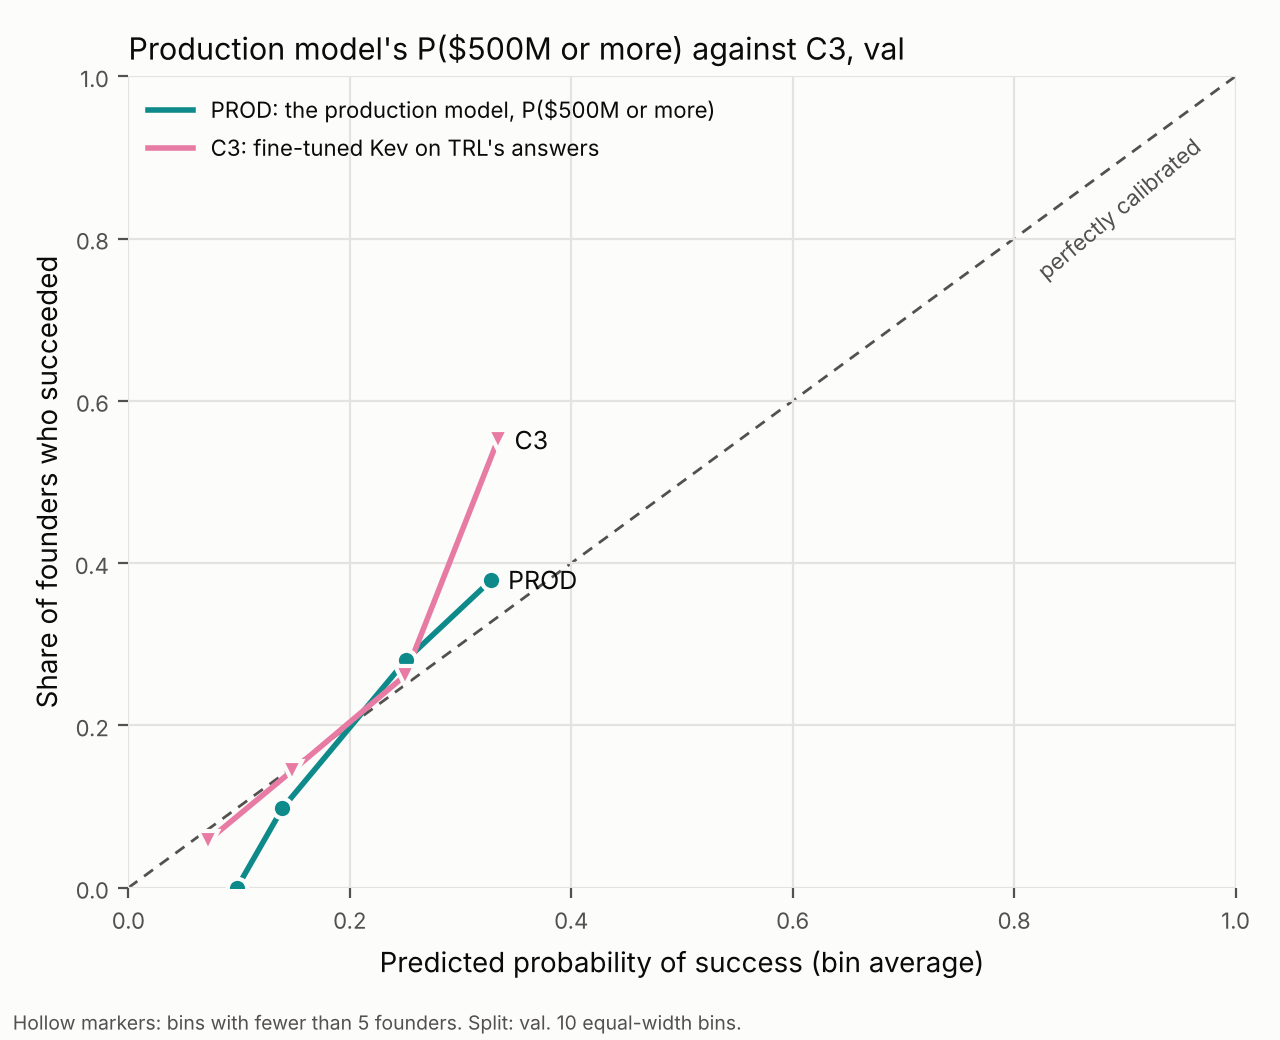 Production model's P($500M or more) against C3, val
PROD: the production model, P($500M or more)
C3: fine-tuned Kev on TRL's answers
perfectly calibrated
C3
PROD
Share of founders who succeeded
1.0
0.8
0.6
0.4
0.2
0.0
0.0 0.2 0.4 0.6 0.8 1.0
Predicted probability of success (bin average)
Hollow markers: bins with fewer than 5 founders. Split: val. 10 equal-width bins.